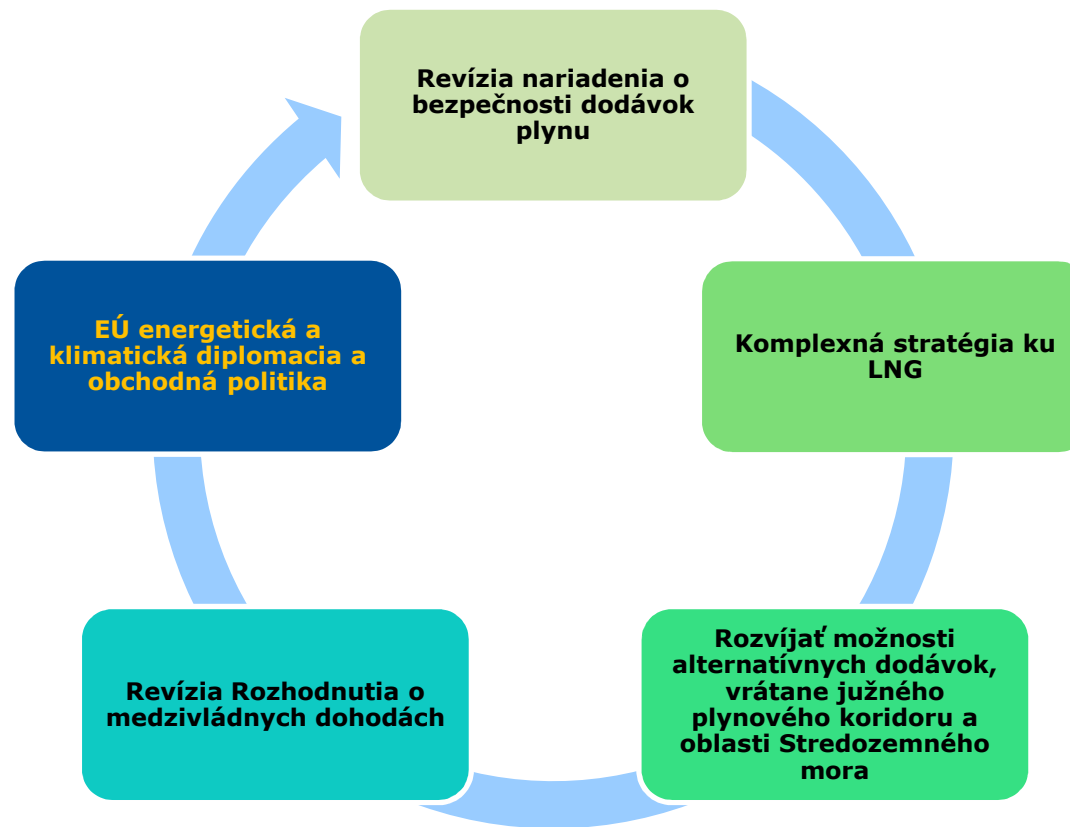 Revízia nariadenia o
bezpečnosti dodávok
plynu
Komplexná stratégia ku
LNG
Rozvíjať možnosti
alternatívnych dodávok,
vrátane južného
plynového koridoru a
oblasti Stredozemného
mora
Revízia Rozhodnutia o
medzivládnych dohodách
EÚ energetická a
klimatická diplomacia a
obchodná politika